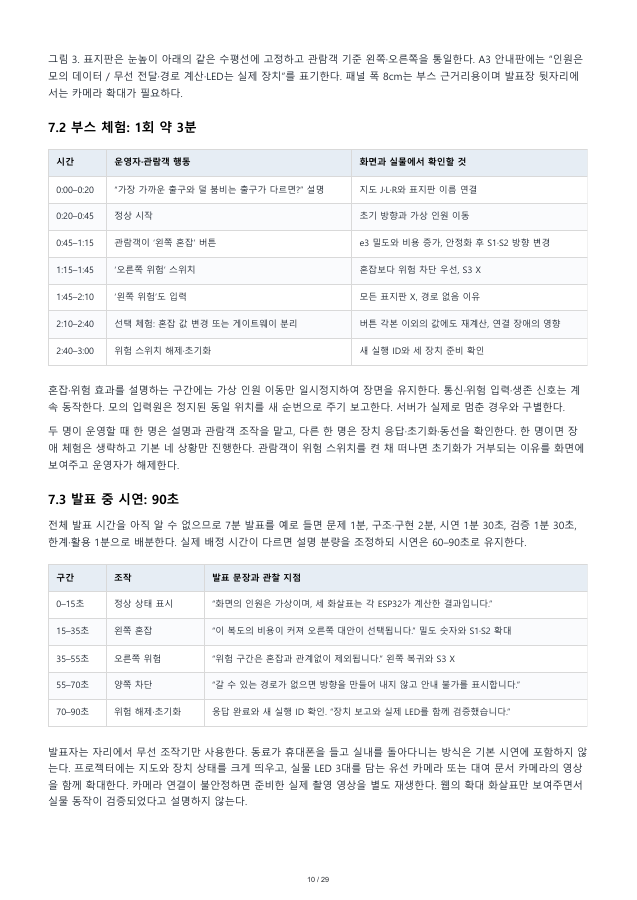 그림 3. 표지판은 눈높이 아래의 같은 수평선에 고정하고 관람객 기준 왼쪽·오른쪽을 통일한다. A3 안내판에는 “인원은
모의 데이터 / 무선 전달·경로 계산·LED는 실제 장치”를 표기한다. 패널 폭 8cm는 부스 근거리용이며 발표장 뒷자리에
서는 카메라 확대가 필요하다.
7.2 부스 체험: 1회 약 3분
시간 운영자·관람객 행동 화면과 실물에서 확인할 것
0:00–0:20 “가장 가까운 출구와 덜 붐비는 출구가 다르면?” 설명 지도 J·L·R와 표지판 이름 연결
0:20–0:45 정상 시작 초기 방향과 가상 인원 이동
0:45–1:15 관람객이 ‘왼쪽 혼잡’ 버튼 e3 밀도와 비용 증가, 안정화 후 S1·S2 방향 변경
1:15–1:45 ‘오른쪽 위험’ 스위치 혼잡보다 위험 차단 우선, S3 X
1:45–2:10 ‘왼쪽 위험’도 입력 모든 표지판 X, 경로 없음 이유
2:10–2:40 선택 체험: 혼잡 값 변경 또는 게이트웨이 분리 버튼 각본 이외의 값에도 재계산, 연결 장애의 영향
2:40–3:00 위험 스위치 해제·초기화 새 실행 ID와 세 장치 준비 확인
혼잡·위험 효과를 설명하는 구간에는 가상 인원 이동만 일시정지하여 장면을 유지한다. 통신·위험 입력·생존 신호는 계
속 동작한다. 모의 입력원은 정지된 동일 위치를 새 순번으로 주기 보고한다. 서버가 실제로 멈춘 경우와 구별한다.
두 명이 운영할 때 한 명은 설명과 관람객 조작을 맡고, 다른 한 명은 장치 응답·초기화·동선을 확인한다. 한 명이면 장
애 체험은 생략하고 기본 네 상황만 진행한다. 관람객이 위험 스위치를 켠 채 떠나면 초기화가 거부되는 이유를 화면에
보여주고 운영자가 해제한다.
7.3 발표 중 시연: 90초
전체 발표 시간을 아직 알 수 없으므로 7분 발표를 예로 들면 문제 1분, 구조·구현 2분, 시연 1분 30초, 검증 1분 30초,
한계·활용 1분으로 배분한다. 실제 배정 시간이 다르면 설명 분량을 조정하되 시연은 60–90초로 유지한다.
구간 조작 발표 문장과 관찰 지점
0–15초 정상 상태 표시 “화면의 인원은 가상이며, 세 화살표는 각 ESP32가 계산한 결과입니다.”
15–35초 왼쪽 혼잡 “이 복도의 비용이 커져 오른쪽 대안이 선택됩니다.” 밀도 숫자와 S1·S2 확대
35–55초 오른쪽 위험 “위험 구간은 혼잡과 관계없이 제외됩니다.” 왼쪽 복귀와 S3 X
55–70초 양쪽 차단 “갈 수 있는 경로가 없으면 방향을 만들어 내지 않고 안내 불가를 표시합니다.”
70–90초 위험 해제·초기화 응답 완료와 새 실행 ID 확인. “장치 보고와 실제 LED를 함께 검증했습니다.”
발표자는 자리에서 무선 조작기만 사용한다. 동료가 휴대폰을 들고 실내를 돌아다니는 방식은 기본 시연에 포함하지 않
는다. 프로젝터에는 지도와 장치 상태를 크게 띄우고, 실물 LED 3대를 담는 유선 카메라 또는 대여 문서 카메라의 영상
을 함께 확대한다. 카메라 연결이 불안정하면 준비한 실제 촬영 영상을 별도 재생한다. 웹의 확대 화살표만 보여주면서
실물 동작이 검증되었다고 설명하지 않는다.
10 / 29